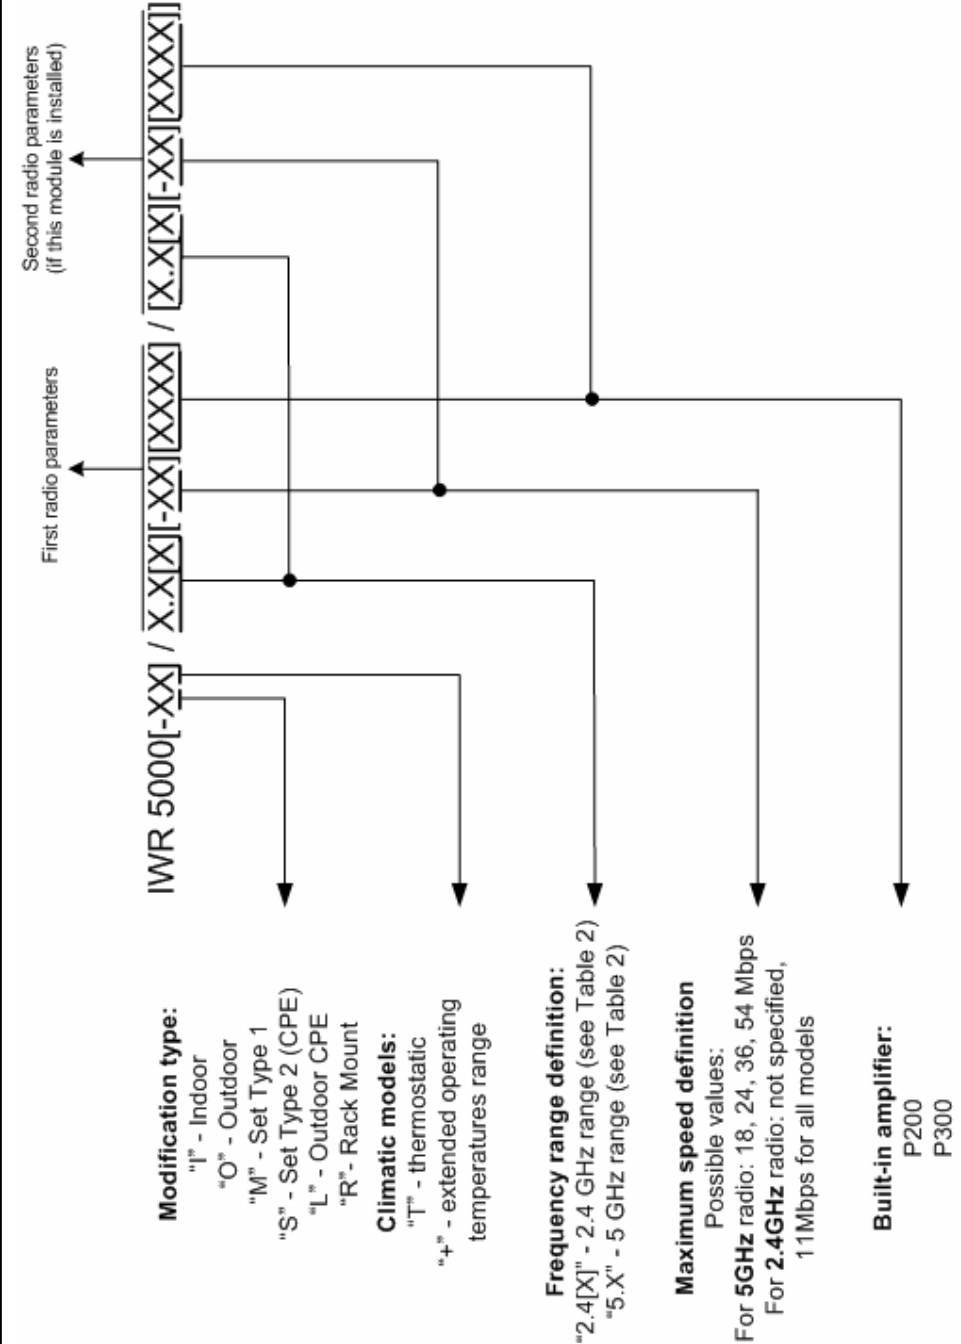 Second radio parameters
(if this module is installed)
First radio parameters
IWR 5000[-XX] / X.X[X][-XX][XXX] / [X.X[X][-XX][XXX]]
Modification type:
“I” - Indoor
“O” - Outdoor
“M” - Set Type 1
“S” - Set Type 2 (CPE)
“L” - Outdoor CPE
“R”- Rack Mount
Climatic models:
“T” - thermostatic
“+” - extended operating
temperatures range
Frequency range definition:
“2.4[X]" - 2.4 GHz range (see Table 2)
“5.X" - 5 GHz range (see Table 2)
Maximum speed definition
Possible values:
For 5GHz radio: 18, 24, 36, 54 Mbps
For 2.4GHz radio: not specified,
11Mbps for all models
Built-in amplifier:
P200
P300